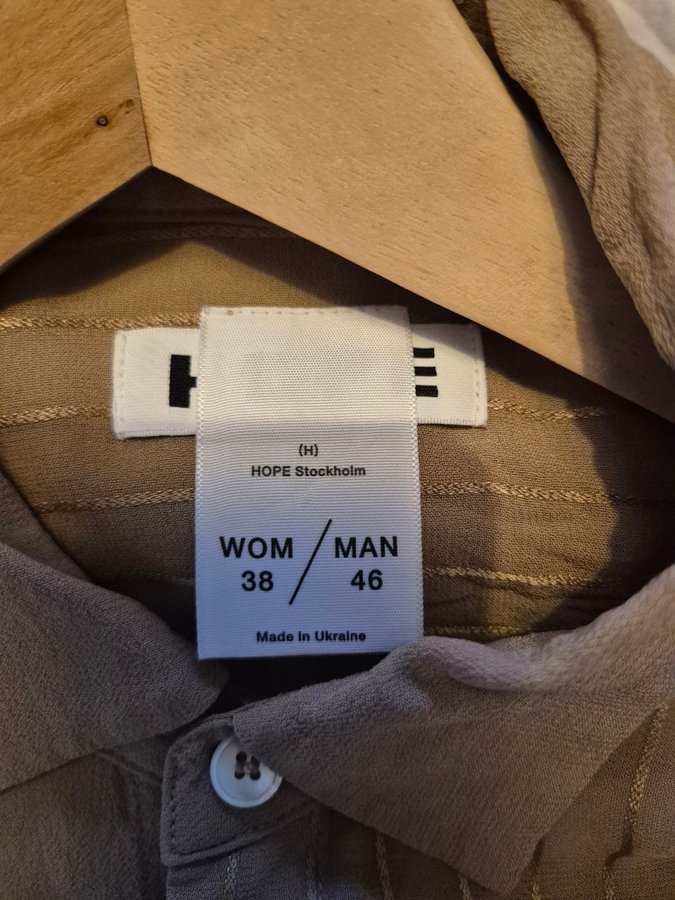 (H)
HOPE Stockholm
WOM / MAN
38 46
Made in Ukraine